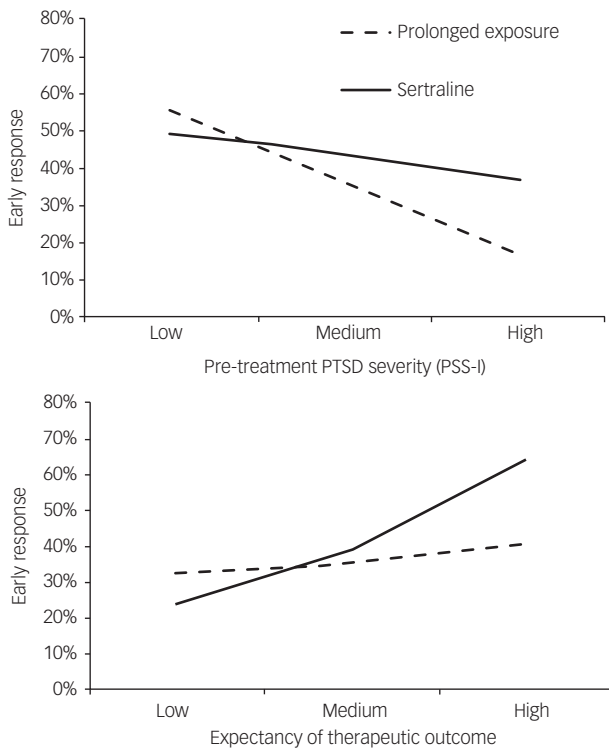 80%
70%
60%
50%
40%
30%
20%
10%
0%
Early response
Prolonged exposure
Sertraline
Low Medium High
Pre-treatment PTSD severity (PSS-I)
80%
70%
60%
50%
40%
30%
20%
10%
0%
Early response
Low Medium High
Expectancy of therapeutic outcome